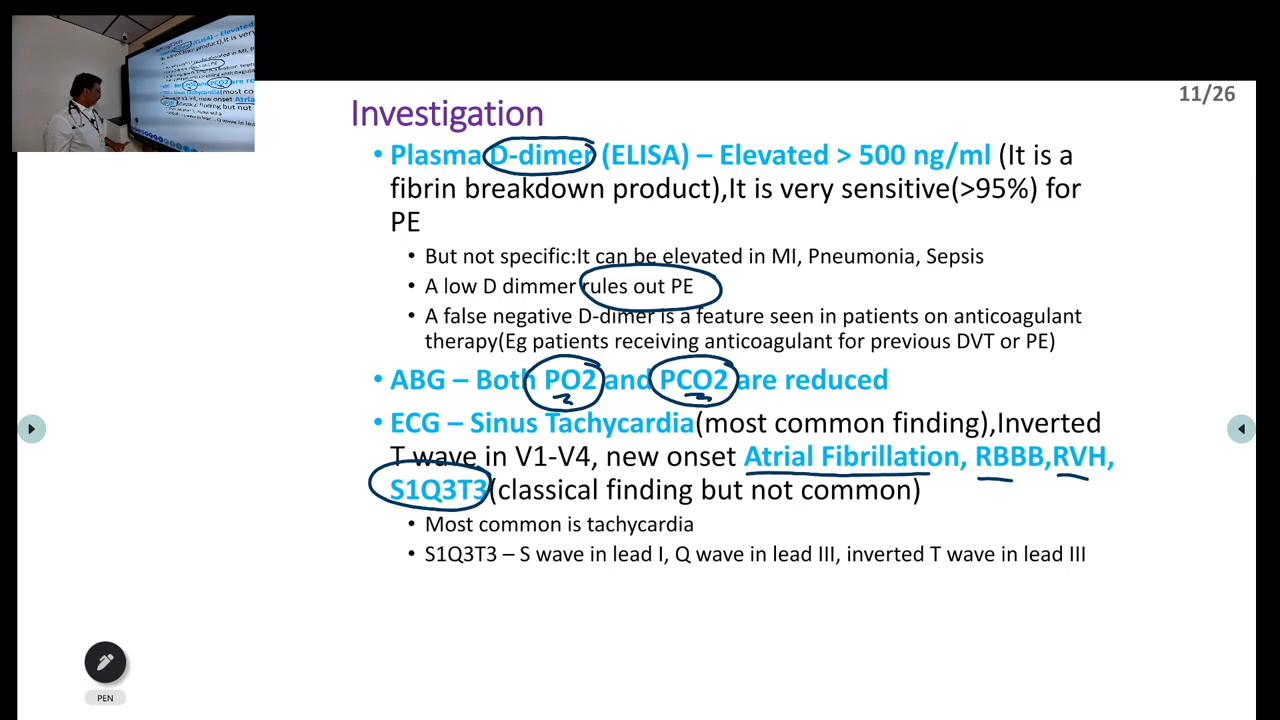 11/26
Investigation
• Plasma D-dimer (ELISA) – Elevated > 500 ng/ml (It is a
fibrin breakdown product),It is very sensitive(>95%) for
PE
• But not specific:It can be elevated in MI, Pneumonia, Sepsis
• A low D dimmer rules out PE
• A false negative D-dimer is a feature seen in patients on anticoagulant
therapy(Eg patients receiving anticoagulant for previous DVT or PE)
• ABG – Both PO2 and PCO2 are reduced
• ECG – Sinus Tachycardia(most common finding),Inverted
T wave in V1-V4, new onset Atrial Fibrillation, RBBB,RVH,
S1Q3T3(classical finding but not common)
• Most common is tachycardia
• S1Q3T3 – S wave in lead I, Q wave in lead III, inverted T wave in lead III
PEN